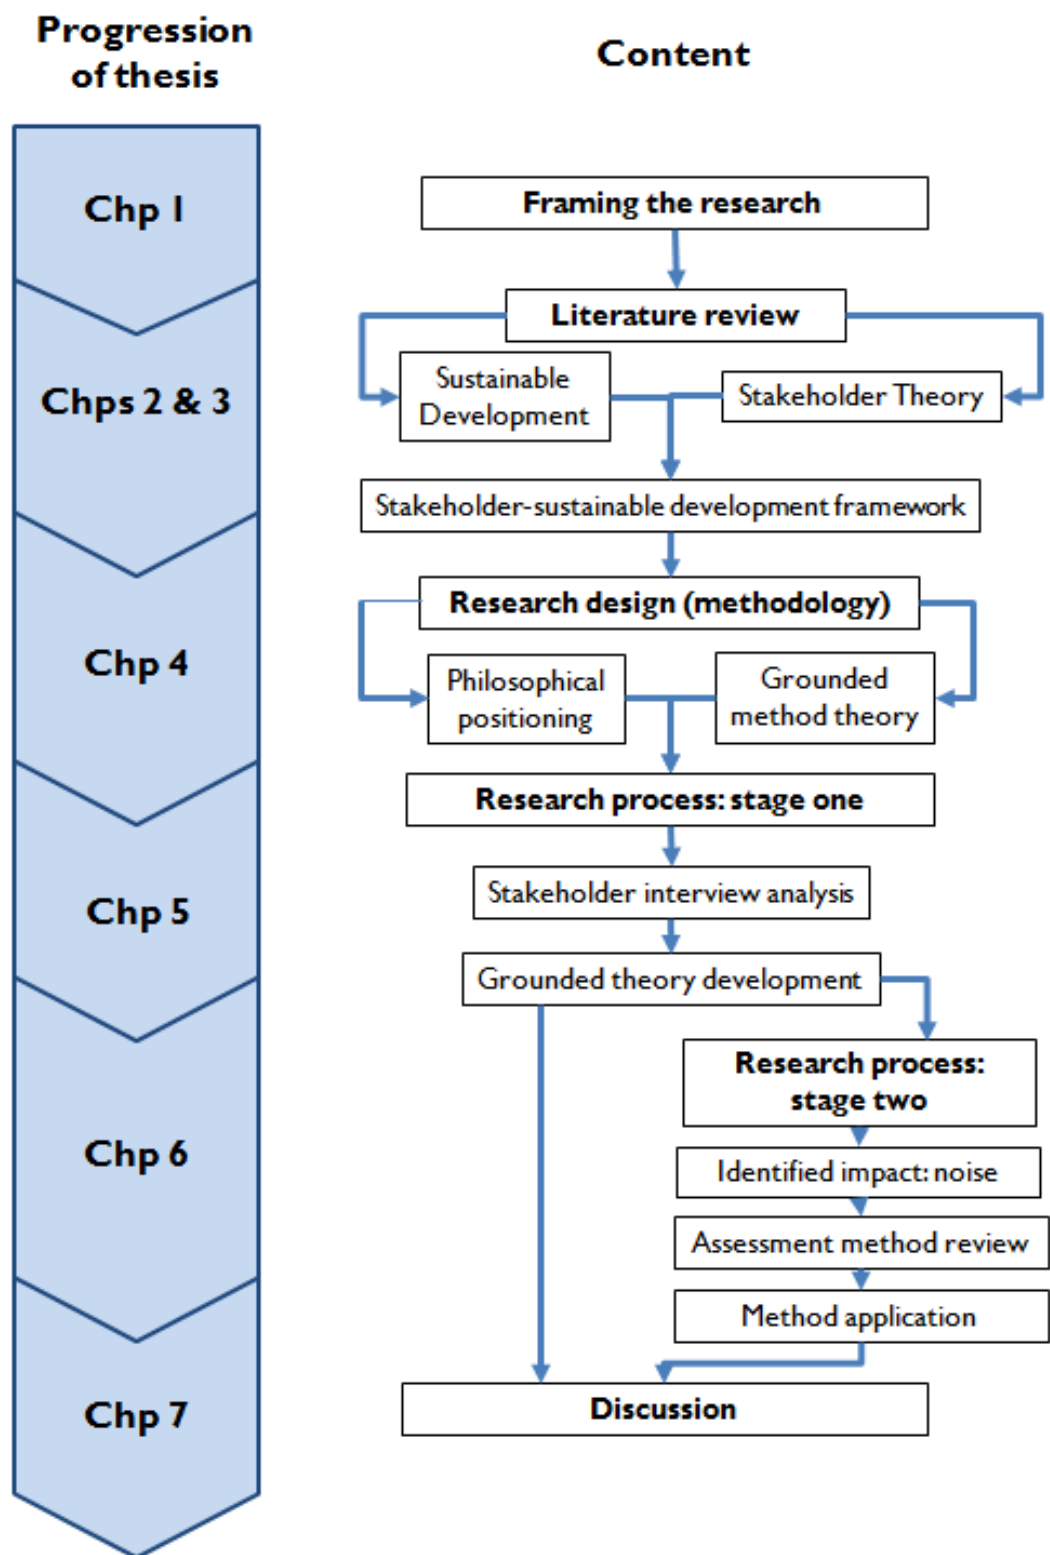 Progression
of thesis
Content
Chp 1
Framing the research
Literature review
Chps 2 & 3
Sustainable
Development
Stakeholder Theory
Stakeholder-sustainable development framework
Chp 4
Research design (methodology)
Philosophical
positioning
Grounded
method theory
Research process: stage one
Chp 5
Stakeholder interview analysis
Grounded theory development
Chp 6
Research process:
stage two
Identified impact: noise
Assessment method review
Method application
Chp 7
Discussion